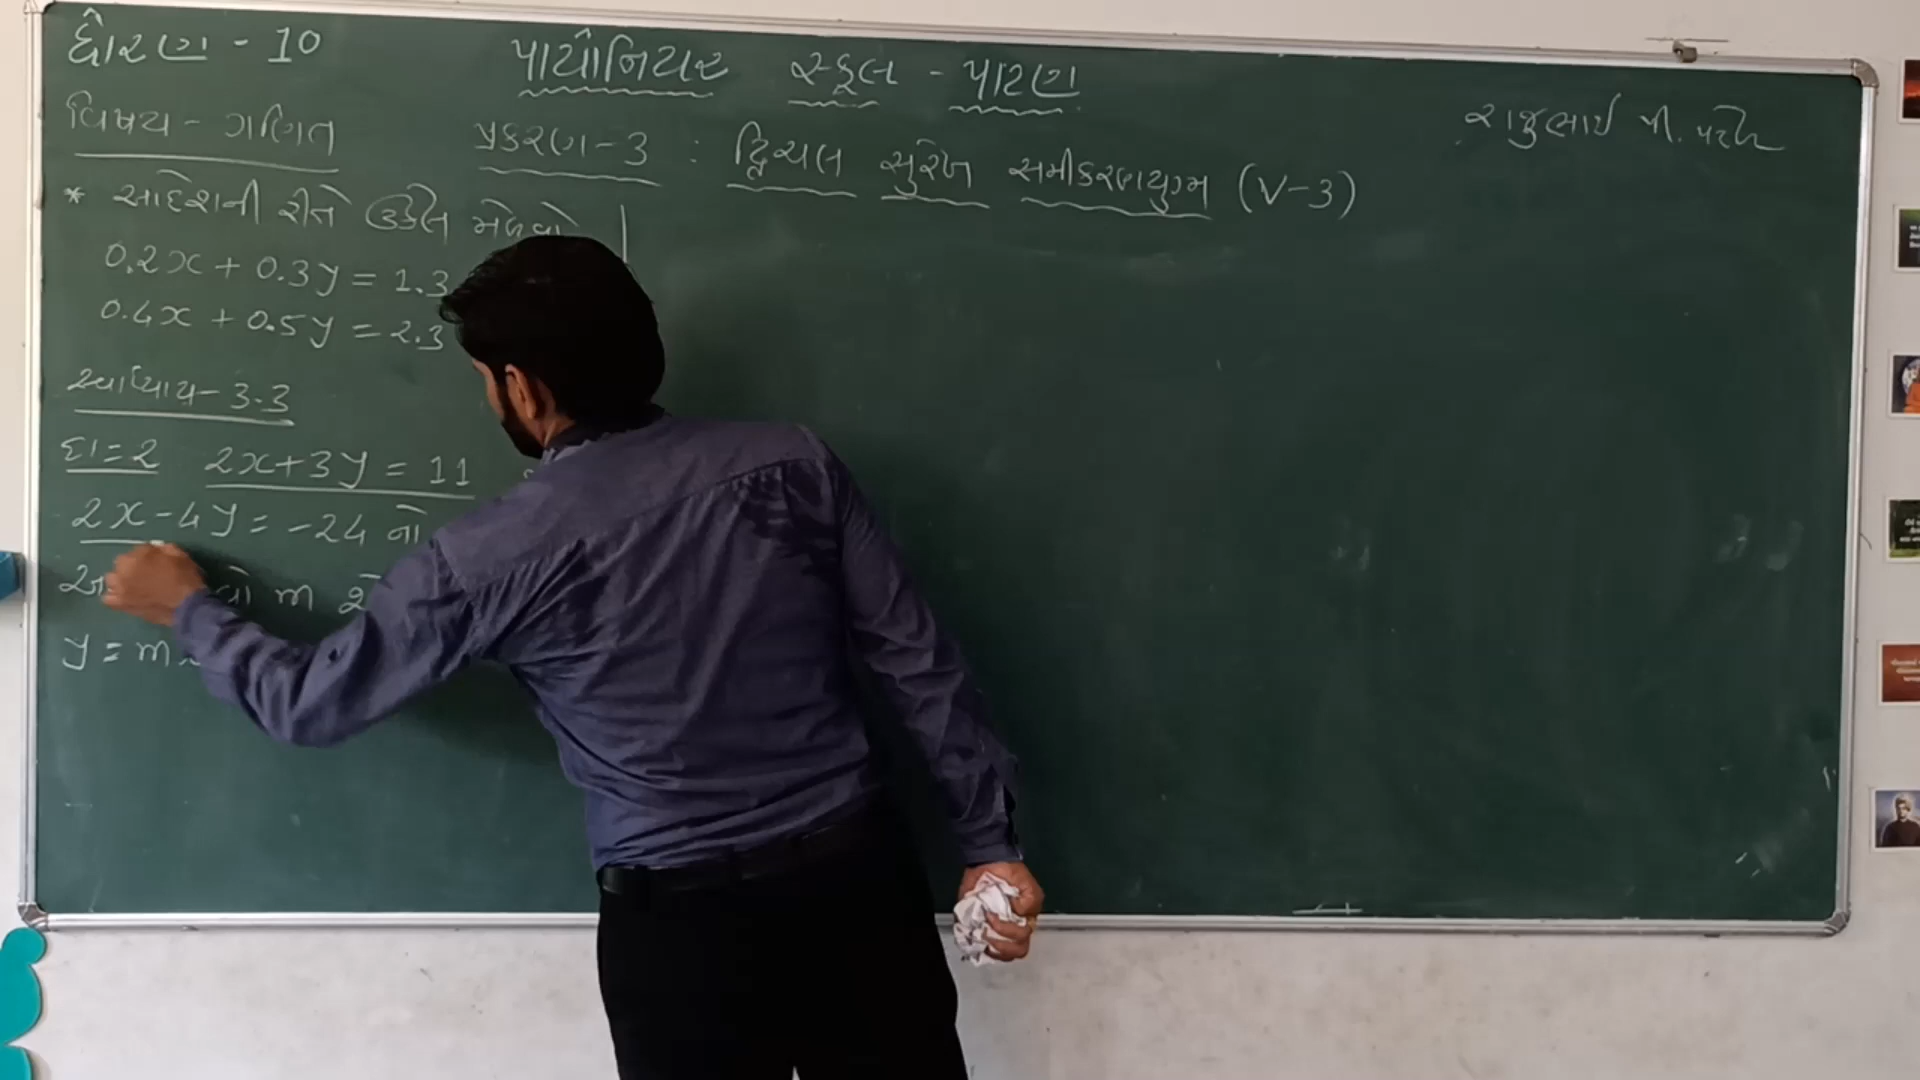 ધોરણ - 10
પાયોનિયર સ્કૂલ - પાટણ
રાજુભાઈ પી. પટેલ
વિષય - ગણિત
પ્રકરણ-3 : દ્વિચલ સુરેખ સમીકરણયુગ્મ (V-3)
* આદેશની રીતે ઉકેલ મેળવો
0.2x + 0.3y = 1.3
0.4x + 0.5y = 2.3
સ્વાધ્યાય - 3.3
દા=2 2x+3y = 11
2x-4y = -24 નો
m
y = m